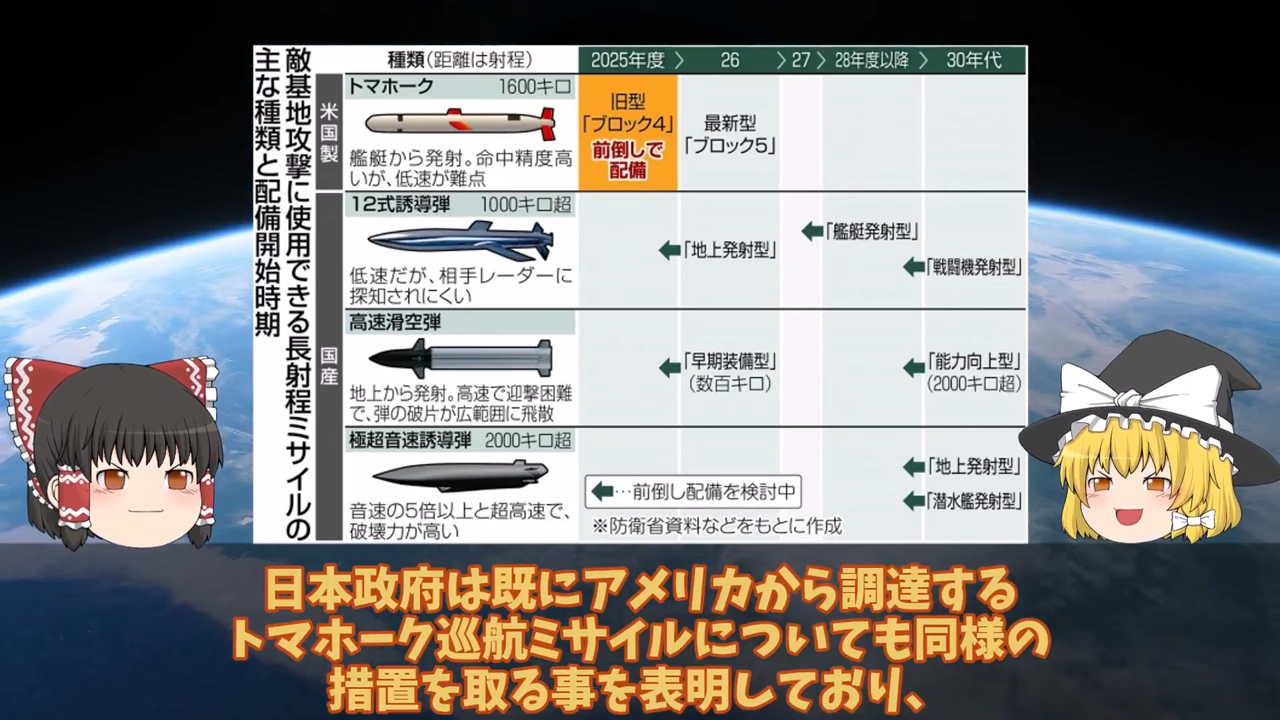 敵基地攻撃に使用できる長射程ミサイルの
主な種類と配備開始時期
種類(距離は射程)
2025年度 > 26 > 27 > 28年度以降 > 30年代
米国製
トマホーク 1600キロ
艦艇から発射。命中精度高
いが、低速が難点
旧型
「ブロック4」
前倒しで
配備
最新型
「ブロック5」
国産
12式誘導弾 1000キロ超
低速だが、相手レーダーに
探知されにくい
←「地上発射型」
←「艦艇発射型」
←「戦闘機発射型」
高速滑空弾
地上から発射。高速で迎撃困難
で、弾の破片が広範囲に飛散
←「早期装備型」
(数百キロ)
←「能力向上型」
(2000キロ超)
極超音速誘導弾 2000キロ超
音速の5倍以上と超高速で、
破壊力が高い
←「地上発射型」
←「潜水艦発射型」
←…前倒し配備を検討中
※防衛省資料などをもとに作成
日本政府は既にアメリカから調達する
トマホーク巡航ミサイルについても同様の
措置を取る事を表明しており、